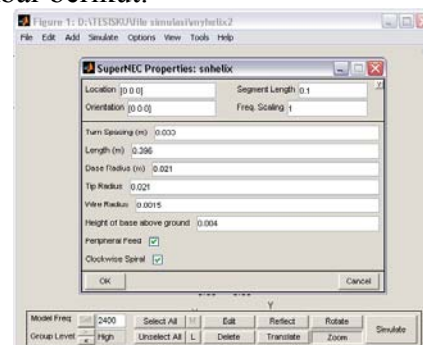 Figure 1: D:\TESISKU\file simulasi\myhelix2
File Edit Add Simulate Options View Tools Help
SuperNEC Properties: snhelix
Location [0 0 0] Segment Length 0.1
Orientation [0 0 0] Freq. Scaling 1
Turn Spacing (m) 0.033
Length (m) 0.396
Base Radius (m) 0.021
Tip Radius 0.021
Wire Radius 0.0015
Height of base above ground 0.004
Peripheral Feed
Clockwise Spiral
OK Cancel
Y
Model Freq. Set 2400 Select All M Edit Reflect Rotate Simulate
Group Level High Unselect All L Delete Translate Zoom